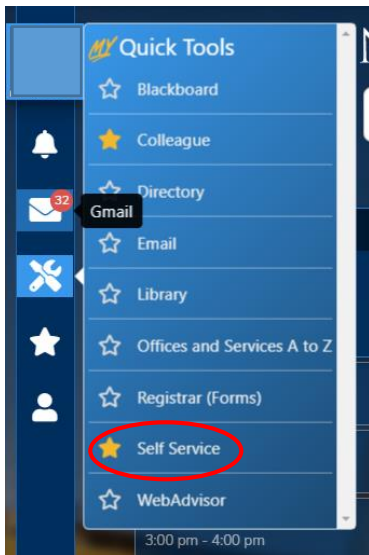 MY Quick Tools
Blackboard
Colleague
32
Directory
Gmail
Email
Library
Offices and Services A to Z
Registrar (Forms)
Self Service
WebAdvisor
3:00 pm - 4:00 pm